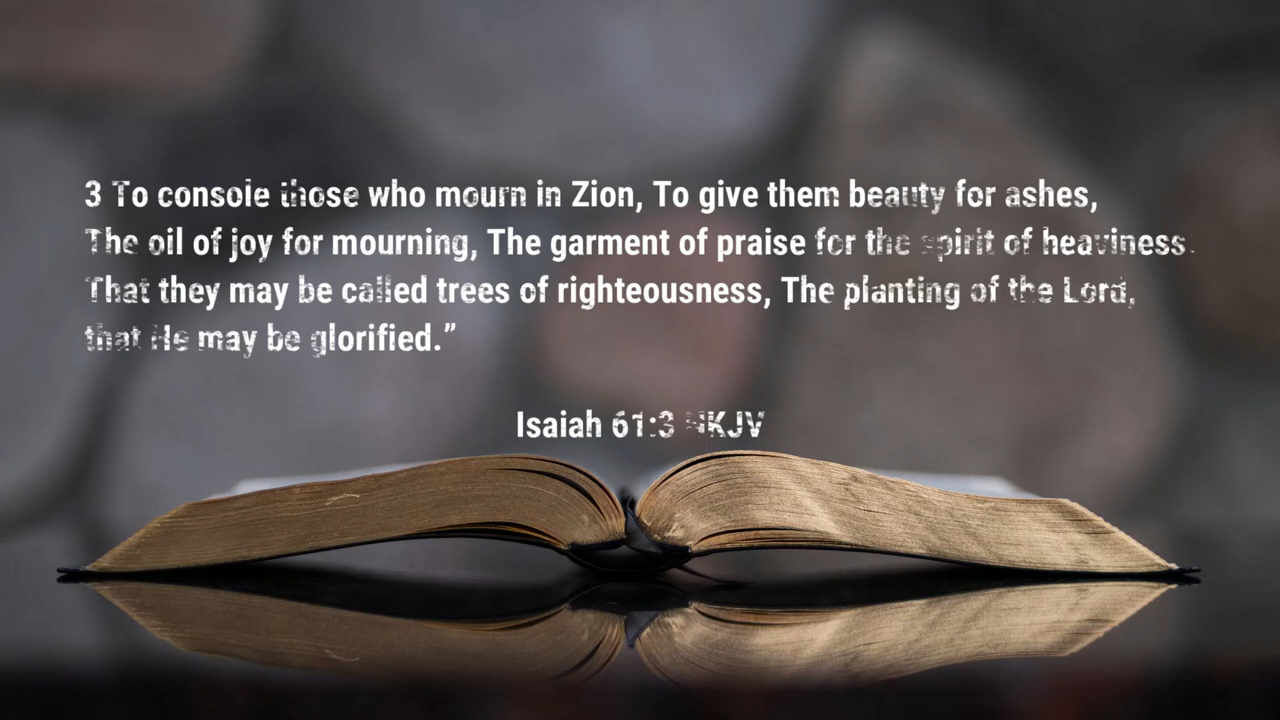 3 To console those who mourn in Zion, To give them beauty for ashes,
The oil of joy for mourning, The garment of praise for the spirit of heaviness.
That they may be called trees of righteousness, The planting of the Lord,
that He may be glorified.”
Isaiah 61:3 NKJV